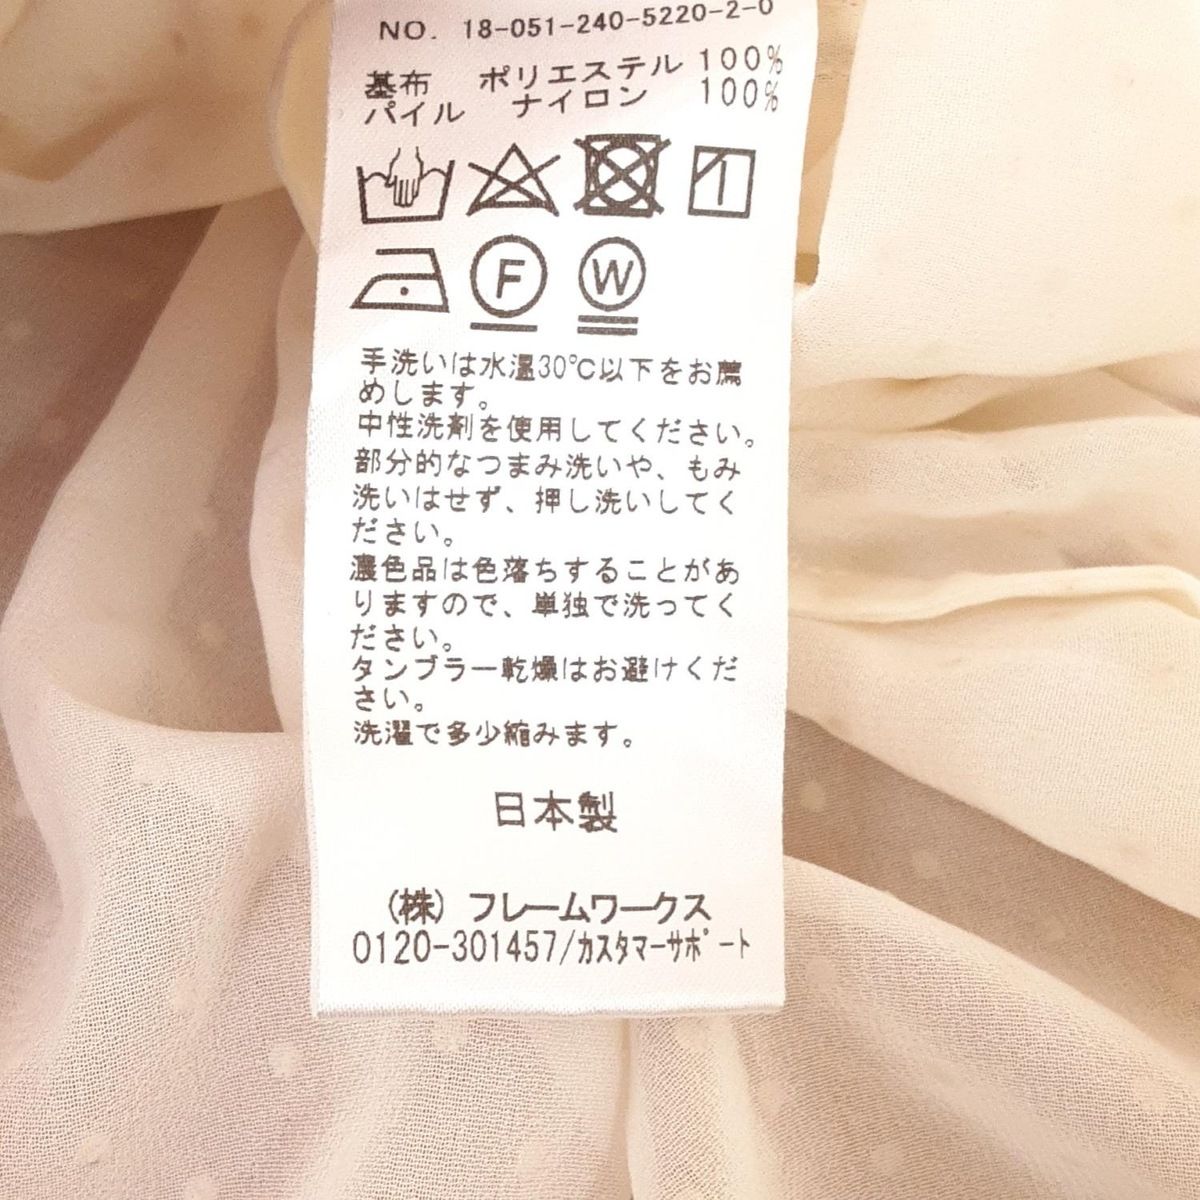 NO. 18-051-240-5220-2-0
基布 ポリエステル 100%
パイル ナイロン 100%
F W
手洗いは水温30℃以下をお薦
めします。
中性洗剤を使用してください。
部分的なつまみ洗いや、もみ
洗いはせず、押し洗いしてく
ださい。
濃色品は色落ちすることがあ
りますので、単独で洗ってく
ださい。
タンブラー乾燥はお避けくだ
さい。
洗濯で多少縮みます。
日本製
(株) フレームワークス
0120-301457/カスタマーサポート